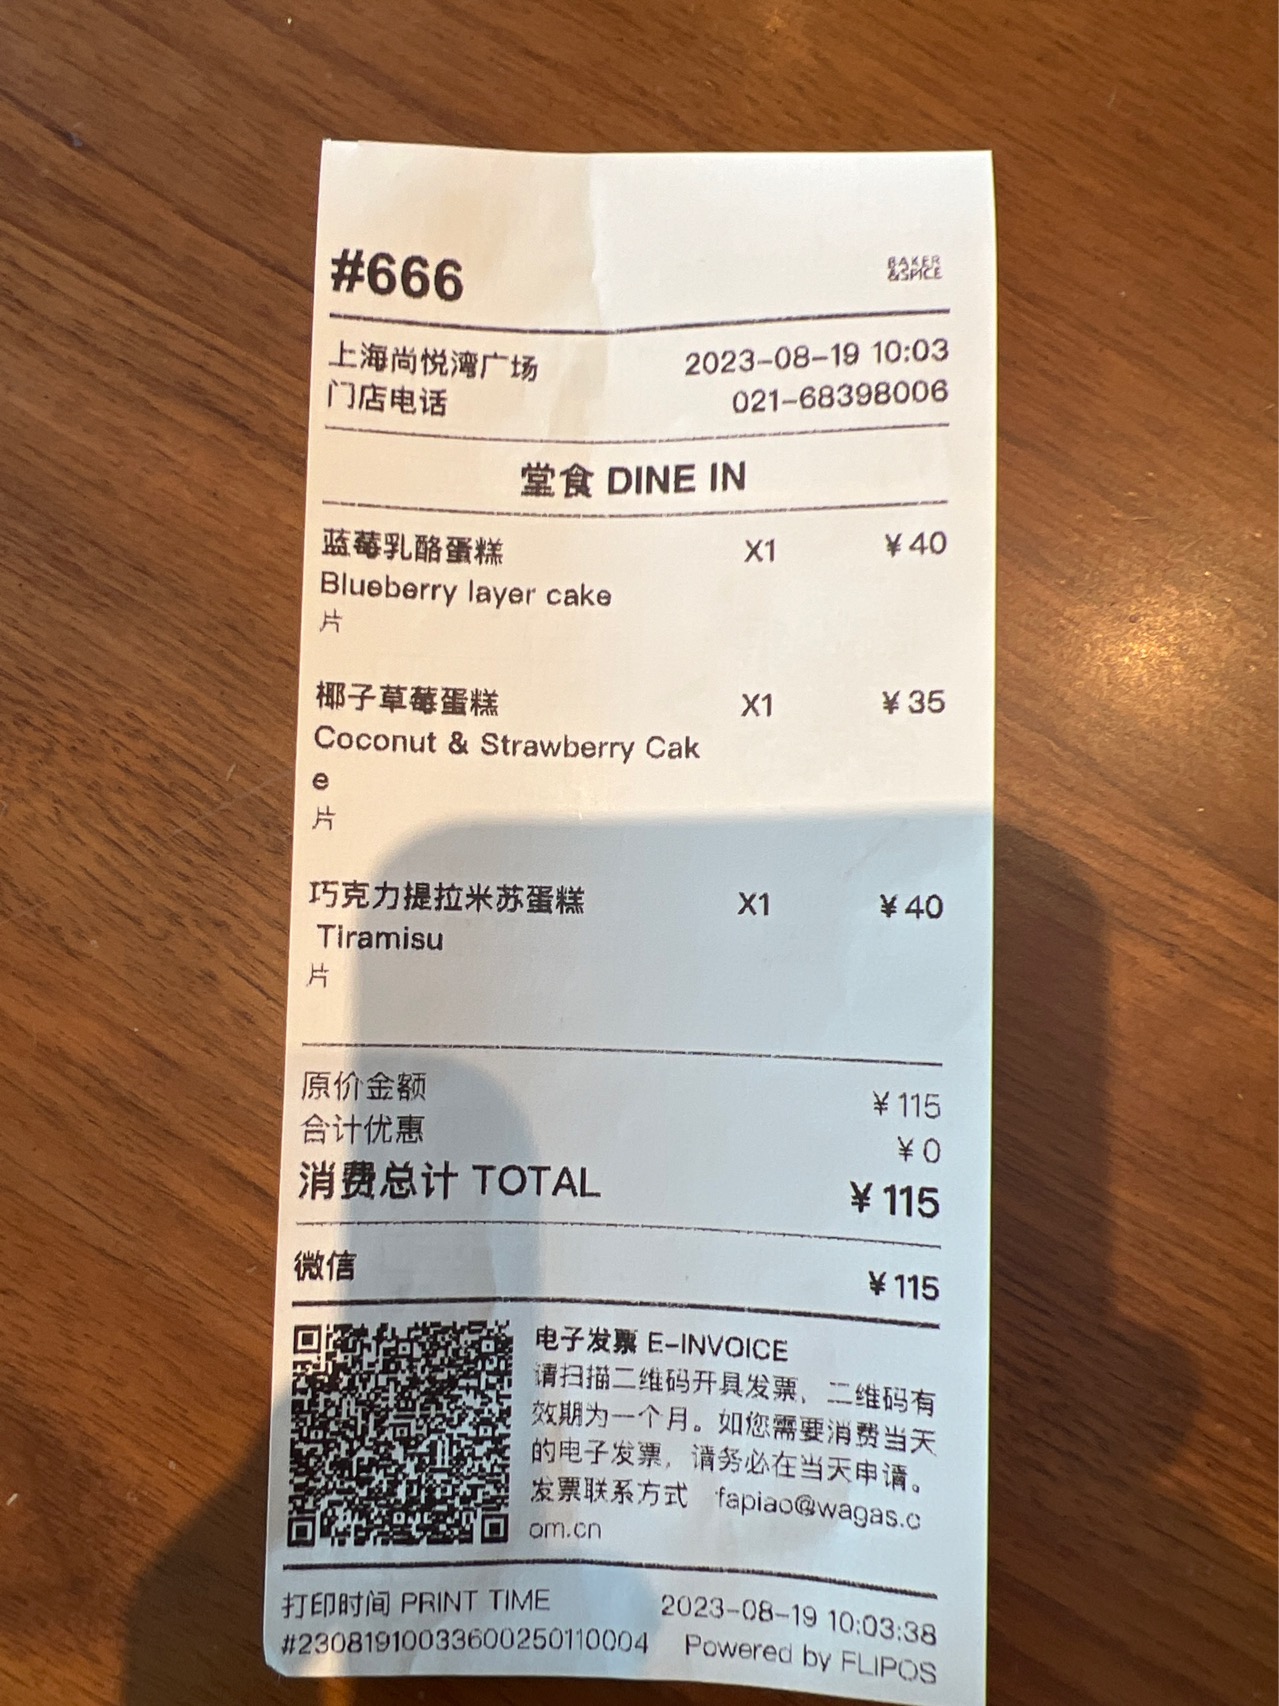 #666
BAKER
&SPICE
上海尚悦湾广场 2023-08-19 10:03
门店电话 021-68398006
堂食 DINE IN
蓝莓乳酪蛋糕 X1 ¥40
Blueberry layer cake
片
椰子草莓蛋糕 X1 ¥35
Coconut & Strawberry Cak
e
片
巧克力提拉米苏蛋糕 X1 ¥40
Tiramisu
片
原价金额 ¥115
合计优惠 ¥0
消费总计 TOTAL ¥115
微信 ¥115
电子发票 E-INVOICE
请扫描二维码开具发票，二维码有
效期为一个月。如您需要消费当天
的电子发票，请务必在当天申请。
发票联系方式 fapiao@wagas.c
om.cn
打印时间 PRINT TIME 2023-08-19 10:03:38
#230819100336002501​10004 Powered by FLIPOS